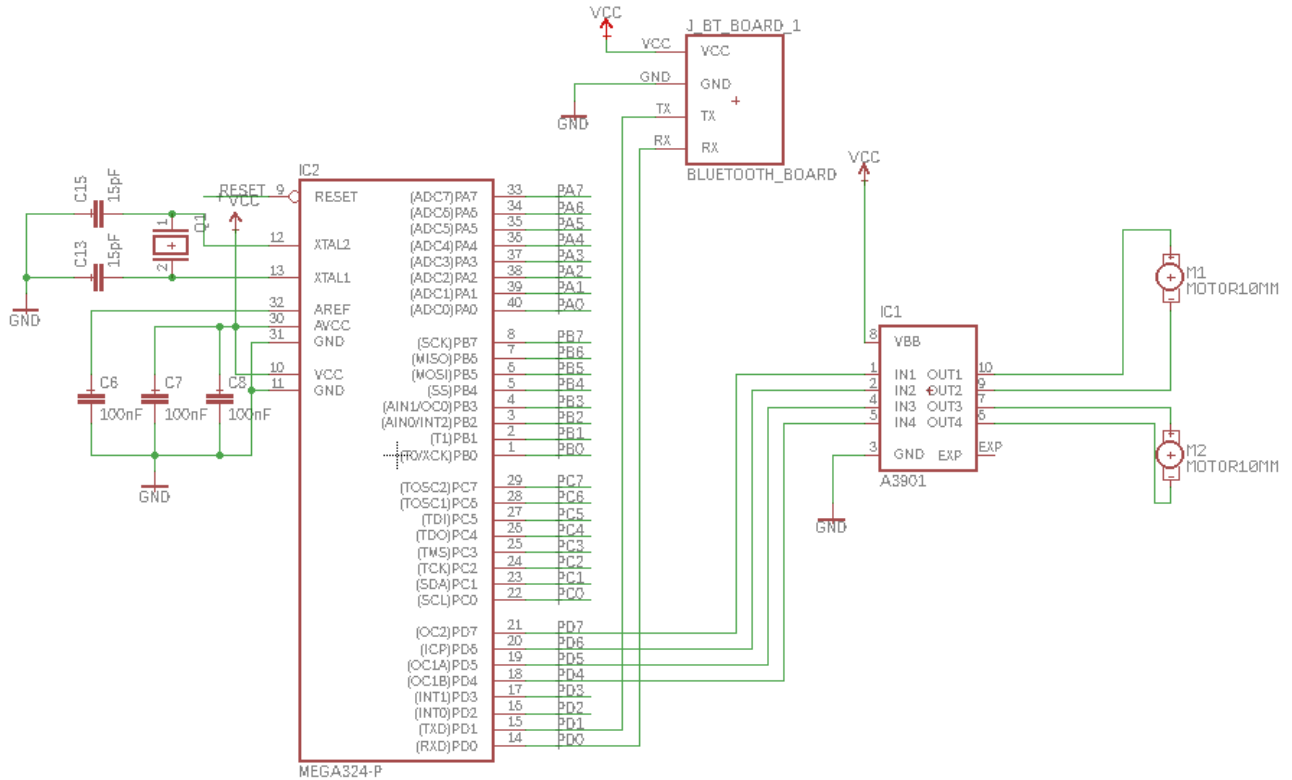 VCC
J_BT_BOARD_1
VCC VCC
GND GND
TX TX
RX RX
GND
BLUETOOTH_BOARD
IC2
C15 15pF
C13 15pF
1 Q1 2
GND
RESET 9 RESET
VCC
12 XTAL2
13 XTAL1
32 AREF
30 AVCC
31 GND
10 VCC
11 GND
C6 100nF
C7 100nF
C8 100nF
GND
(ADC7)PA7 33 PA7
(ADC6)PA6 34 PA6
(ADC5)PA5 35 PA5
(ADC4)PA4 36 PA4
(ADC3)PA3 37 PA3
(ADC2)PA2 38 PA2
(ADC1)PA1 39 PA1
(ADC0)PA0 40 PA0
(SCK)PB7 8 PB7
(MISO)PB6 7 PB6
(MOSI)PB5 6 PB5
(SS)PB4 5 PB4
(AIN1/OC0)PB3 4 PB3
(AIN0/INT2)PB2 3 PB2
(T1)PB1 2 PB1
(T0/XCK)PB0 1 PB0
(TOSC2)PC7 29 PC7
(TOSC1)PC6 28 PC6
(TDI)PC5 27 PC5
(TDO)PC4 26 PC4
(TMS)PC3 25 PC3
(TCK)PC2 24 PC2
(SDA)PC1 23 PC1
(SCL)PC0 22 PC0
(OC2)PD7 21 PD7
(ICP)PD6 20 PD6
(OC1A)PD5 19 PD5
(OC1B)PD4 18 PD4
(INT1)PD3 17 PD3
(INT0)PD2 16 PD2
(TXD)PD1 15 PD1
(RXD)PD0 14 PD0
MEGA324-P
VCC
IC1
8 VBB
1 IN1 OUT1 10
2 IN2 OUT2 9
4 IN3 OUT3 7
5 IN4 OUT4 6
3 GND EXP EXP
A3901
GND
M1
MOTOR10MM
M2
MOTOR10MM